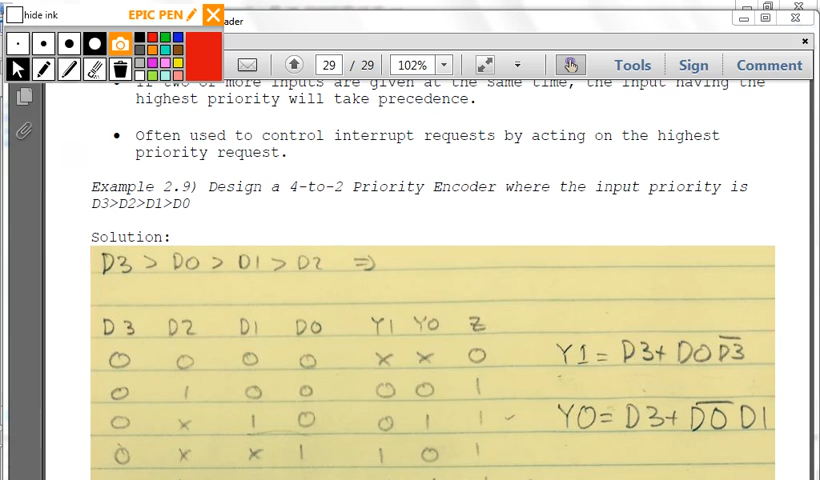 hide ink
EPIC PEN
ader
29 / 29
102%
Tools
Sign
Comment
If two or more inputs are given at the same time, the input having the
highest priority will take precedence.
• Often used to control interrupt requests by acting on the highest
priority request.
Example 2.9) Design a 4-to-2 Priority Encoder where the input priority is
D3>D2>D1>D0
Solution:
D3 > D0 > D1 > D2 ⇒
D3 D2 D1 D0 Y1 Y0 Z
0 0 0 0 x x 0
Y1 = D3 + D0 D̅3̅
0 1 0 0 0 0 1
0 x 1 0 0 1 1
Y0 = D3 + D̅0̅ D1
0 x x 1 1 0 1